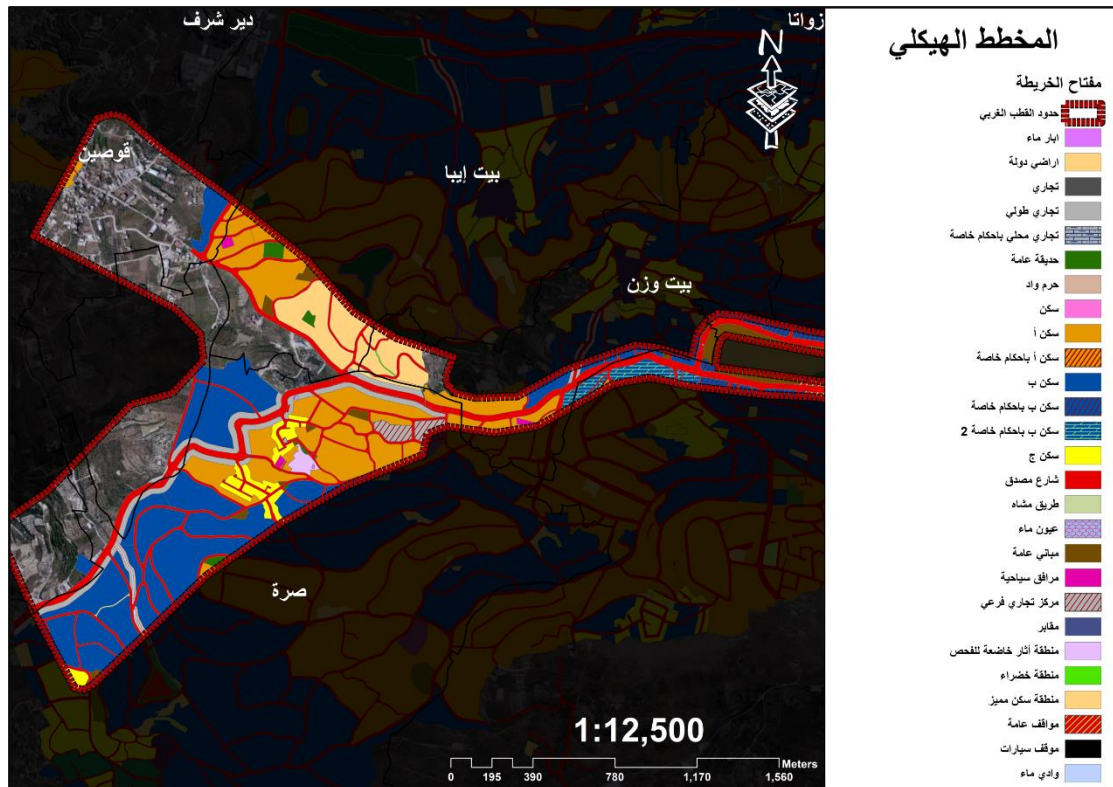 دير شرف
زواتا
N
قوصين
بيت إيبا
بيت وزن
صرة
1:12,500
Meters
0 195 390 780 1,170 1,560
المخطط الهيكلي
مفتاح الخريطة
حدود القطب الغربي
ابار ماء
اراضي دولة
تجاري
تجاري طولي
تجاري محلي باحكام خاصة
حديقة عامة
حرم واد
سكن
سكن أ
سكن أ باحكام خاصة
سكن ب
سكن ب باحكام خاصة
سكن ب باحكام خاصة 2
سكن ج
شارع مصدق
طريق مشاه
عيون ماء
مباني عامة
مرافق سياحية
مركز تجاري فرعي
مقابر
منطقة أثار خاضعة للفحص
منطقة خضراء
منطقة سكن مميز
مواقف عامة
موقف سيارات
وادي ماء